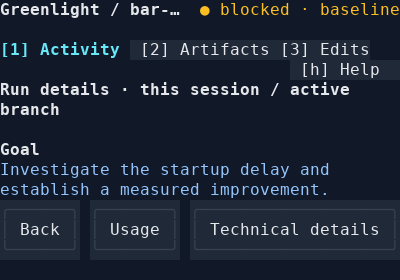 Greenlight / bar-… ● blocked · baseline
[1] Activity [2] Artifacts [3] Edits
[h] Help
Run details · this session / active
branch
Goal
Investigate the startup delay and
establish a measured improvement.
Back Usage Technical details